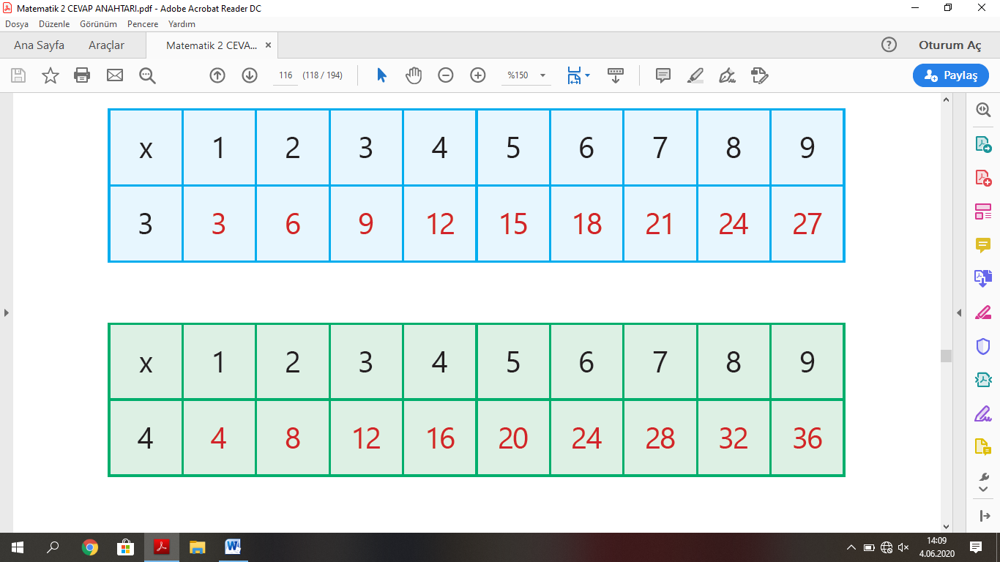 Matematik 2 CEVAP ANAHTARI.pdf - Adobe Acrobat Reader DC
Dosya Düzenle Görünüm Pencere Yardım
Ana Sayfa Araçlar Matematik 2 CEVA... × ? Oturum Aç
116 (118 / 194) %150 Paylaş
x 1 2 3 4 5 6 7 8 9
3 3 6 9 12 15 18 21 24 27
x 1 2 3 4 5 6 7 8 9
4 4 8 12 16 20 24 28 32 36
14:09
4.06.2020